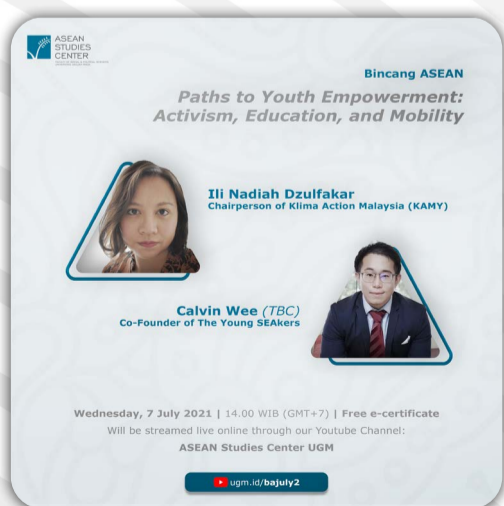 ASEAN
STUDIES
CENTER
Bincang ASEAN
Paths to Youth Empowerment:
Activism, Education, and Mobility
Ili Nadiah Dzulfakar
Chairperson of Klima Action Malaysia (KAMY)
Calvin Wee (TBC)
Co-Founder of The Young SEAkers
Wednesday, 7 July 2021 | 14.00 WIB (GMT+7) | Free e-certificate
Will be streamed live online through our Youtube Channel:
ASEAN Studies Center UGM
ugm.id/bajuly2